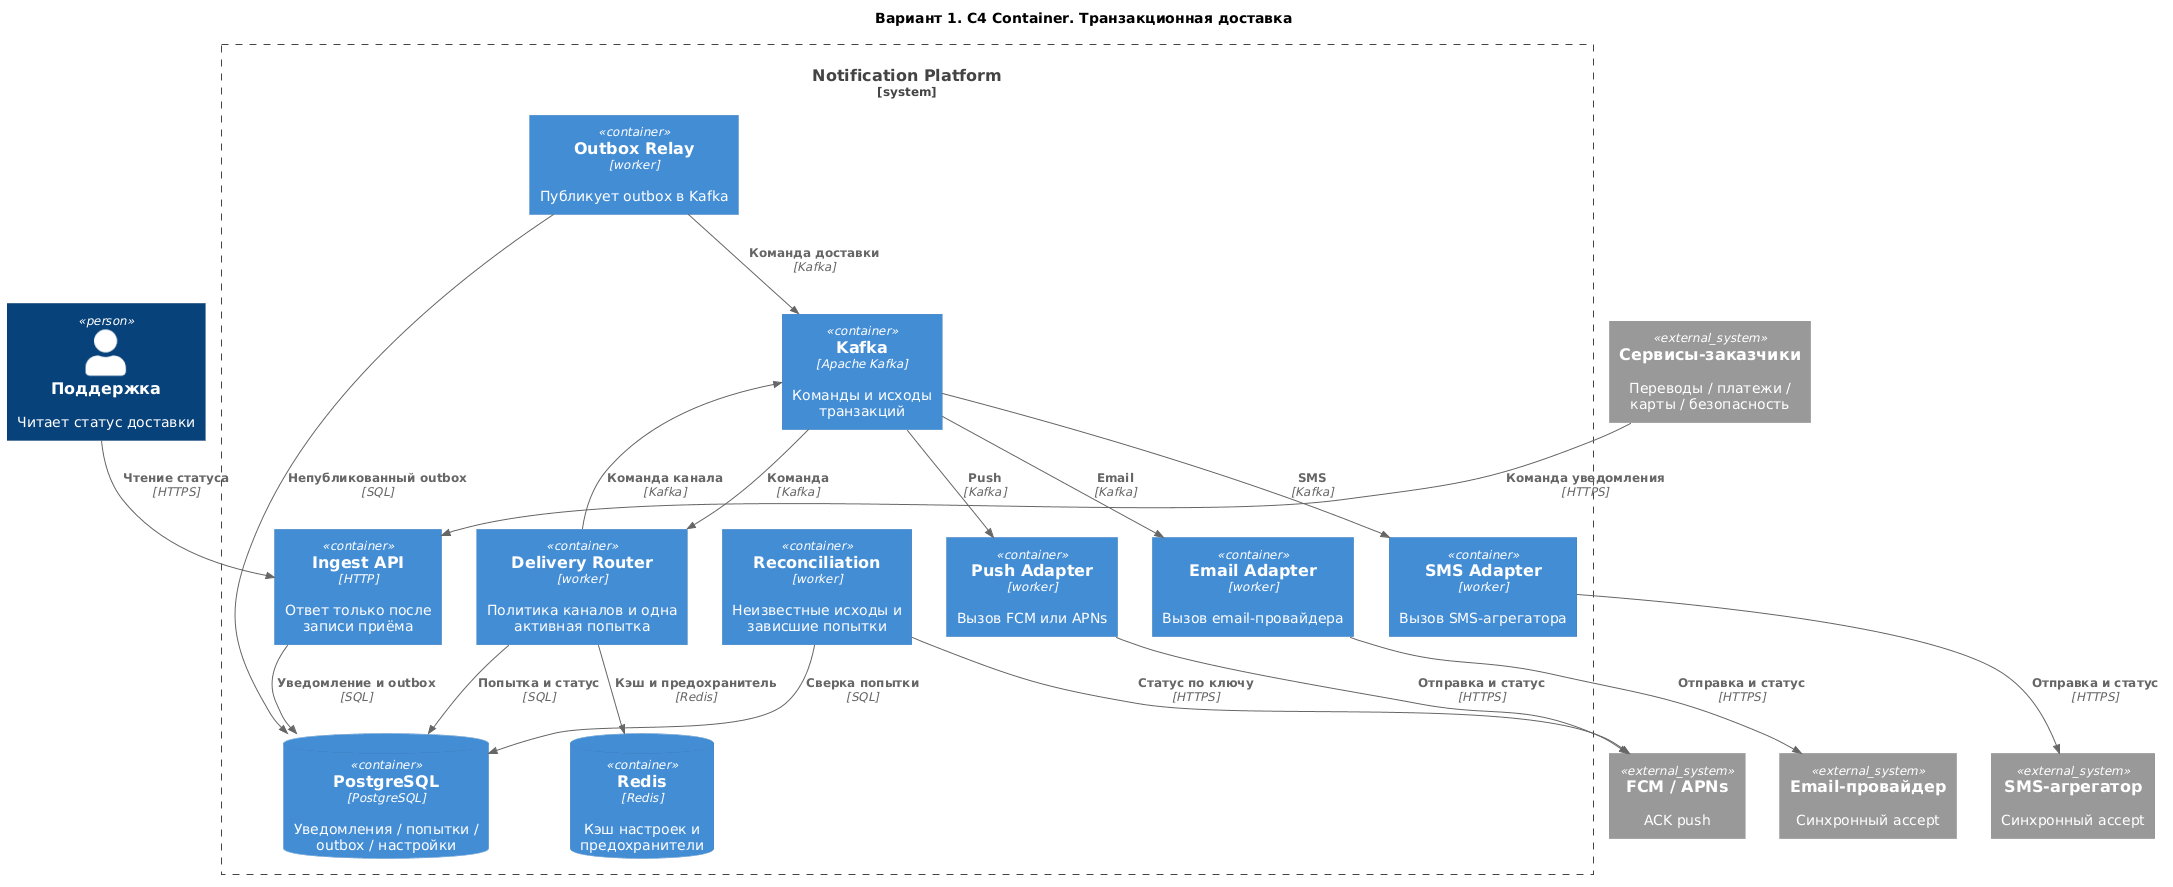 Вариант 1. C4 Container. Транзакционная доставка
Notification Platform
[system]
«container»
Outbox Relay
[worker]
Публикует outbox в Kafka
Команда доставки
[Kafka]
«person»
Поддержка
Читает статус доставки
«container»
Kafka
[Apache Kafka]
Команды и исходы
транзакций
«external_system»
Сервисы-заказчики
Переводы / платежи /
карты / безопасность
Чтение статуса
[HTTPS]
Непубликованный outbox
[SQL]
Команда канала
[Kafka]
Команда
[Kafka]
Push
[Kafka]
Email
[Kafka]
SMS
[Kafka]
Команда уведомления
[HTTPS]
«container»
Ingest API
[HTTP]
Ответ только после
записи приёма
«container»
Delivery Router
[worker]
Политика каналов и одна
активная попытка
«container»
Reconciliation
[worker]
Неизвестные исходы и
зависшие попытки
«container»
Push Adapter
[worker]
Вызов FCM или APNs
«container»
Email Adapter
[worker]
Вызов email-провайдера
«container»
SMS Adapter
[worker]
Вызов SMS-агрегатора
Уведомление и outbox
[SQL]
Попытка и статус
[SQL]
Кэш и предохранитель
[Redis]
Сверка попытки
[SQL]
Статус по ключу
[HTTPS]
Отправка и статус
[HTTPS]
Отправка и статус
[HTTPS]
Отправка и статус
[HTTPS]
«container»
PostgreSQL
[PostgreSQL]
Уведомления / попытки /
outbox / настройки
«container»
Redis
[Redis]
Кэш настроек и
предохранители
«external_system»
FCM / APNs
ACK push
«external_system»
Email-провайдер
Синхронный accept
«external_system»
SMS-агрегатор
Синхронный accept